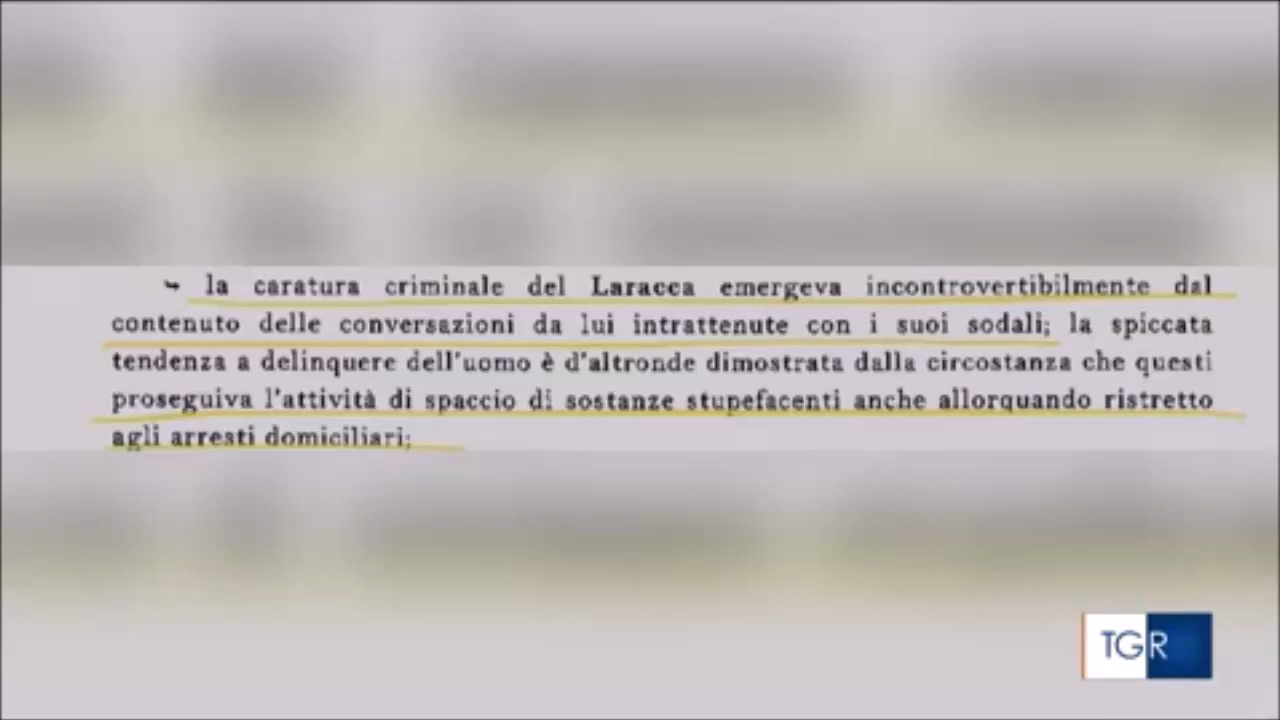 la caratura criminale del Laracca emergeva incontrovertibilmente dal
contenuto delle conversazioni da lui intrattenute con i suoi sodali; la spiccata
tendenza a delinquere dell'uomo è d'altronde dimostrata dalla circostanza che questi
proseguiva l'attività di spaccio di sostanze stupefacenti anche allorquando ristretto
agli arresti domiciliari;
TGR